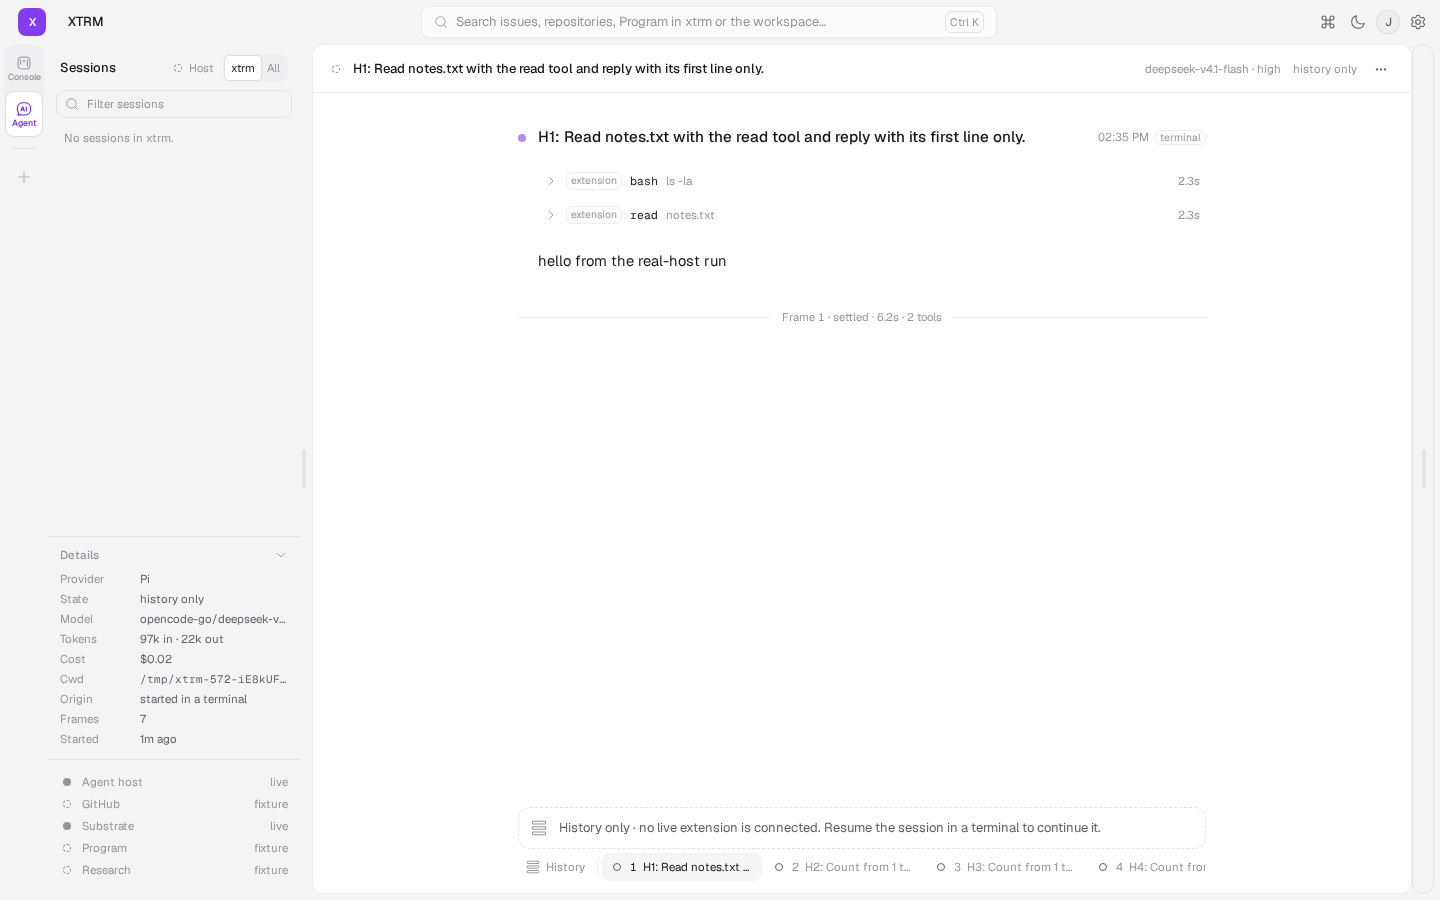 X XTRM Search issues, repositories, Program in xtrm or the workspace... Ctrl K J
Console
Agent
Sessions Host xtrm All
Filter sessions
No sessions in xtrm.
Details
Provider Pi
State history only
Model opencode-go/deepseek-v...
Tokens 97k in · 22k out
Cost $0.02
Cwd /tmp/xtrm-572-iE8kUF...
Origin started in a terminal
Frames 7
Started 1m ago
Agent host live
GitHub fixture
Substrate live
Program fixture
Research fixture
H1: Read notes.txt with the read tool and reply with its first line only. deepseek-v4.1-flash · high history only
H1: Read notes.txt with the read tool and reply with its first line only. 02:35 PM terminal
extension bash ls -la 2.3s
extension read notes.txt 2.3s
hello from the real-host run
Frame 1 · settled · 6.2s · 2 tools
History only · no live extension is connected. Resume the session in a terminal to continue it.
History 1 H1: Read notes.txt ... 2 H2: Count from 1 t... 3 H3: Count from 1 t... 4 H4: Count from